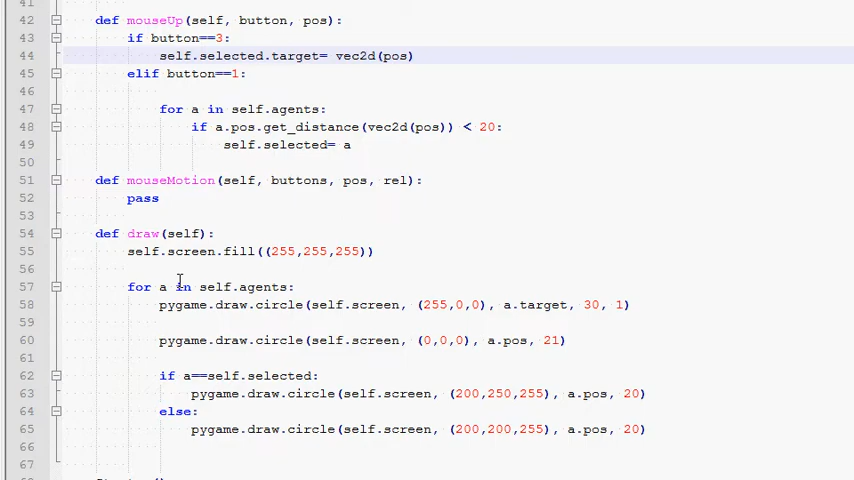 41
42 def mouseUp(self, button, pos):
43 if button==3:
44 self.selected.target= vec2d(pos)
45 elif button==1:
46
47 for a in self.agents:
48 if a.pos.get_distance(vec2d(pos)) < 20:
49 self.selected= a
50
51 def mouseMotion(self, buttons, pos, rel):
52 pass
53
54 def draw(self):
55 self.screen.fill((255,255,255))
56
57 for a in self.agents:
58 pygame.draw.circle(self.screen, (255,0,0), a.target, 30, 1)
59
60 pygame.draw.circle(self.screen, (0,0,0), a.pos, 21)
61
62 if a==self.selected:
63 pygame.draw.circle(self.screen, (200,250,255), a.pos, 20)
64 else:
65 pygame.draw.circle(self.screen, (200,200,255), a.pos, 20)
66
67